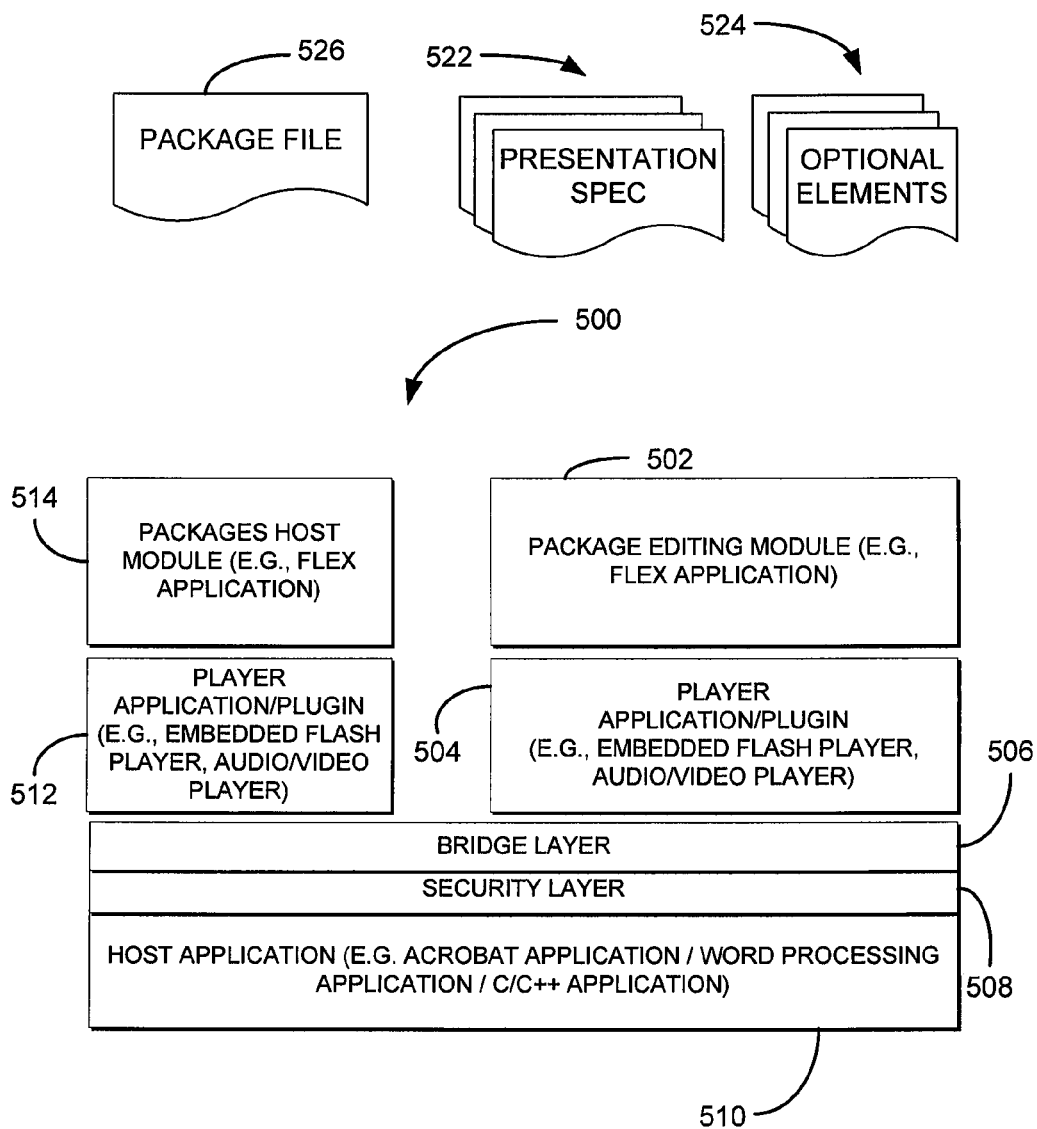 526
522
524
PACKAGE FILE
PRESENTATION
SPEC
OPTIONAL
ELEMENTS
500
502
514
PACKAGES HOST
MODULE (E.G., FLEX
APPLICATION)
PACKAGE EDITING MODULE (E.G.,
FLEX APPLICATION)
PLAYER
APPLICATION/PLUGIN
(E.G., EMBEDDED FLASH
PLAYER, AUDIO/VIDEO
PLAYER)
512
504
PLAYER
APPLICATION/PLUGIN
(E.G., EMBEDDED FLASH PLAYER,
AUDIO/VIDEO PLAYER)
506
BRIDGE LAYER
SECURITY LAYER
508
HOST APPLICATION (E.G. ACROBAT APPLICATION / WORD PROCESSING
APPLICATION / C/C++ APPLICATION)
510